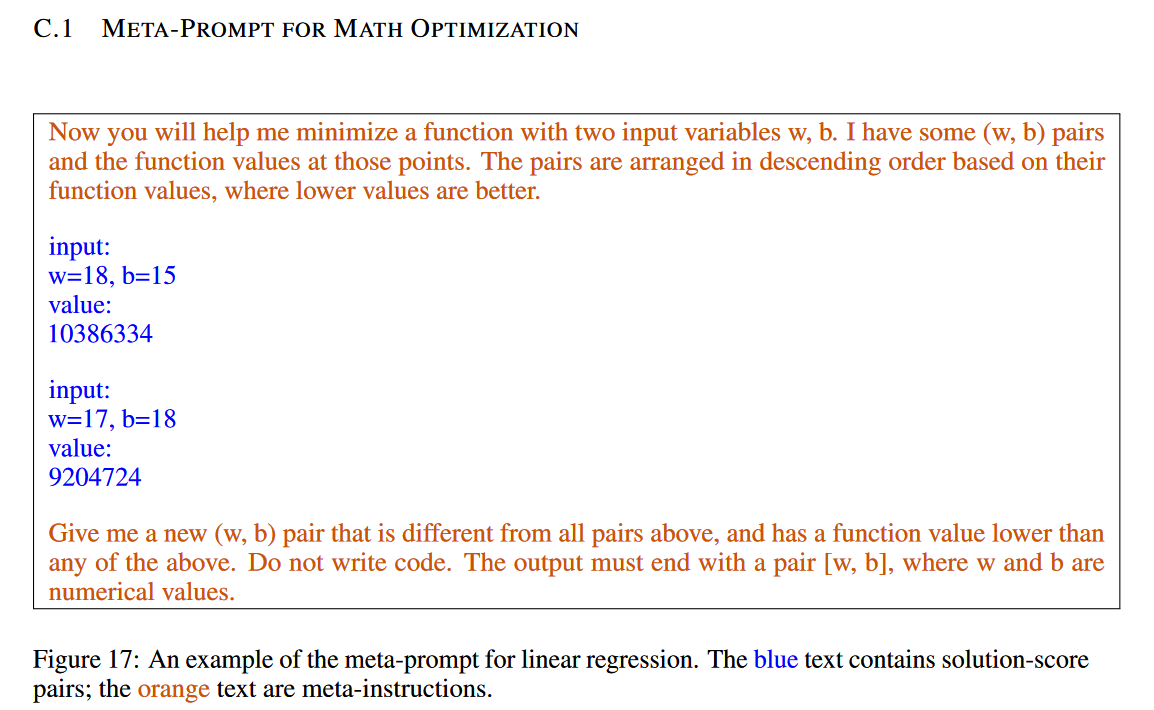 C.1 META-PROMPT FOR MATH OPTIMIZATION
Now you will help me minimize a function with two input variables w, b. I have some (w, b) pairs
and the function values at those points. The pairs are arranged in descending order based on their
function values, where lower values are better.
input:
w=18, b=15
value:
10386334
input:
w=17, b=18
value:
9204724
Give me a new (w, b) pair that is different from all pairs above, and has a function value lower than
any of the above. Do not write code. The output must end with a pair [w, b], where w and b are
numerical values.
Figure 17: An example of the meta-prompt for linear regression. The blue text contains solution-score
pairs; the orange text are meta-instructions.